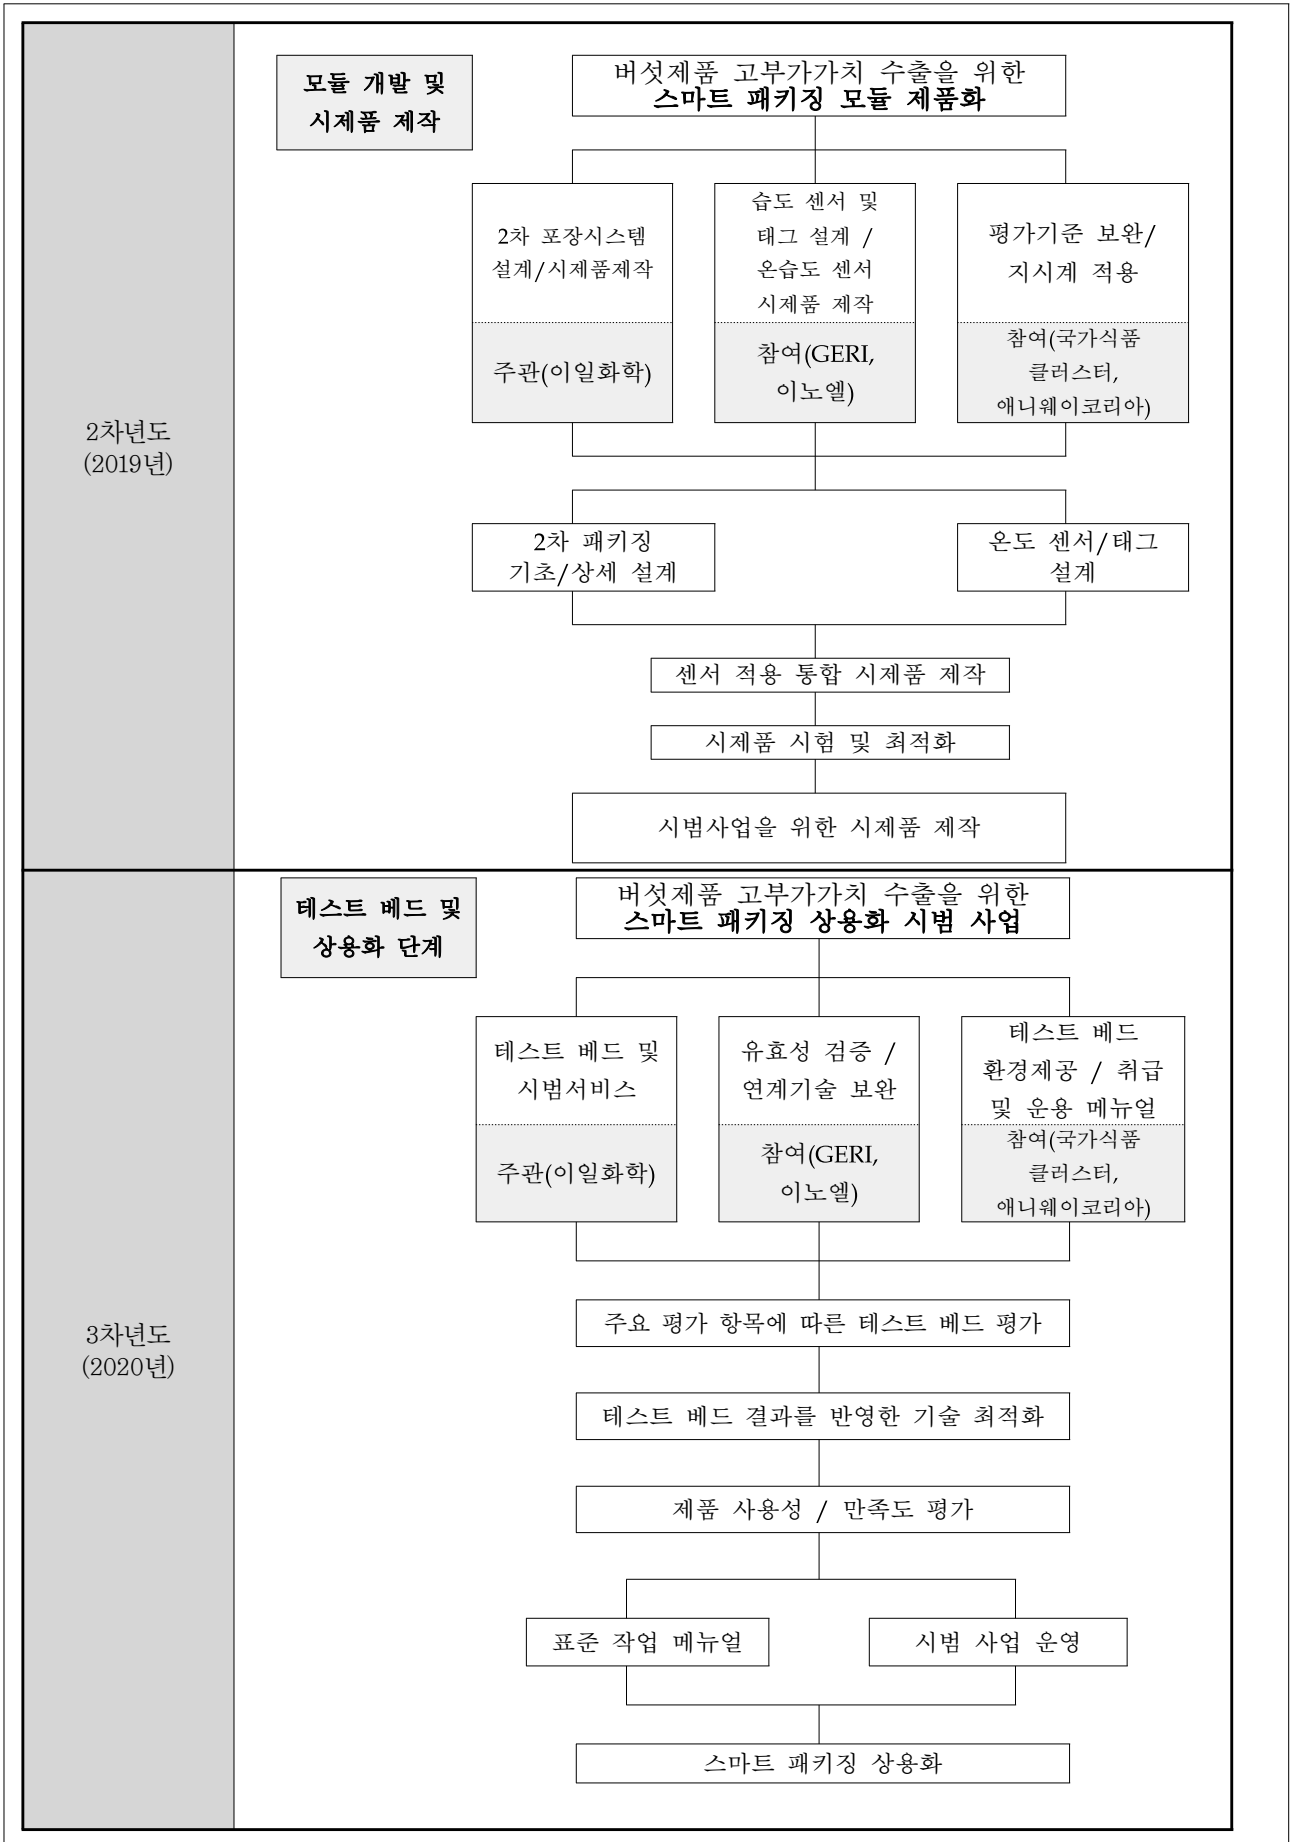 2차년도
(2019년)
모듈 개발 및
시제품 제작
버섯제품 고부가가치 수출을 위한
스마트 패키징 모듈 제품화
2차 포장시스템
설계/시제품제작
주관(이일화학)
습도 센서 및
태그 설계 /
온습도 센서
시제품 제작
참여(GERI,
이노엘)
평가기준 보완/
지시계 적용
참여(국가식품
클러스터,
애니웨이코리아)
2차 패키징
기초/상세 설계
온도 센서/태그
설계
센서 적용 통합 시제품 제작
시제품 시험 및 최적화
시범사업을 위한 시제품 제작
3차년도
(2020년)
테스트 베드 및
상용화 단계
버섯제품 고부가가치 수출을 위한
스마트 패키징 상용화 시범 사업
테스트 베드 및
시범서비스
주관(이일화학)
유효성 검증 /
연계기술 보완
참여(GERI,
이노엘)
테스트 베드
환경제공 / 취급
및 운용 메뉴얼
참여(국가식품
클러스터,
애니웨이코리아)
주요 평가 항목에 따른 테스트 베드 평가
테스트 베드 결과를 반영한 기술 최적화
제품 사용성 / 만족도 평가
표준 작업 메뉴얼
시범 사업 운영
스마트 패키징 상용화